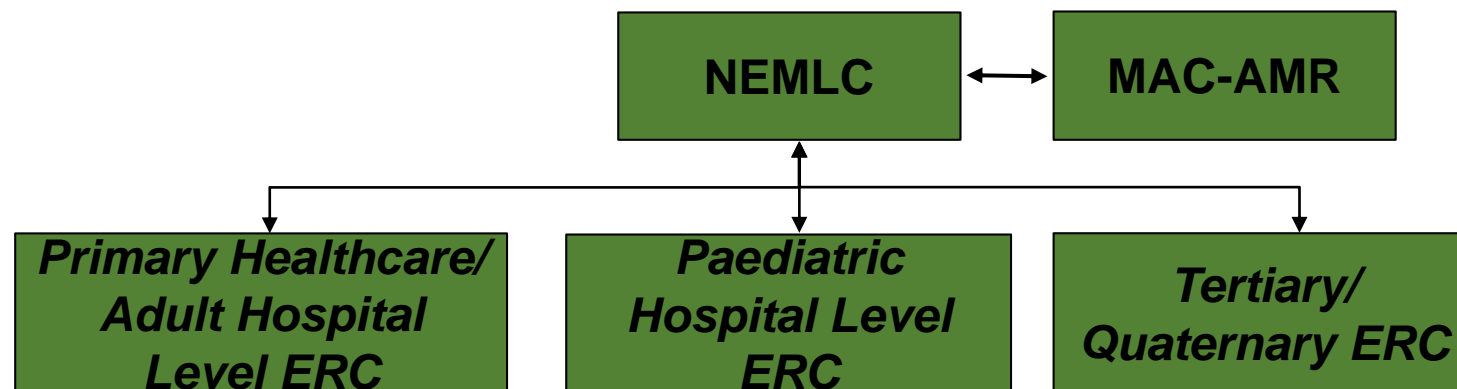 NEMLC
MAC-AMR
Primary Healthcare/
Adult Hospital
Level ERC
Paediatric
Hospital Level
ERC
Tertiary/
Quaternary ERC